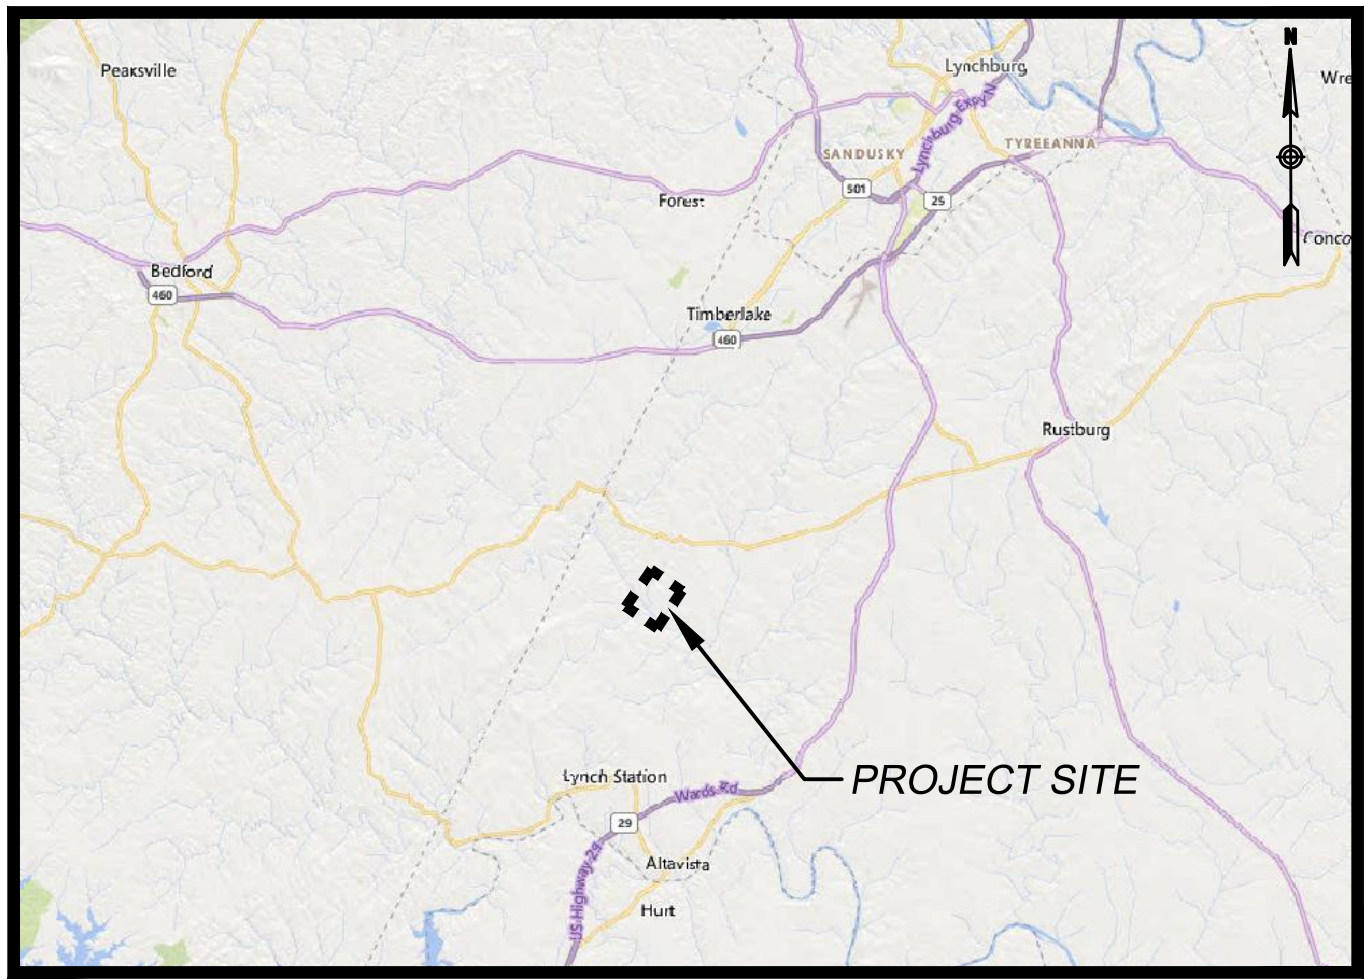 N
Peaksville
Lynchburg
Wre
Lynchburg Expy N
SANDUSKY
TYREEANNA
501
Forest
29
Conco
Bedford
460
Timberlake
460
Rustburg
PROJECT SITE
Lynch Station
Wards Rd
29
US Highway 29
Altavista
Hurt